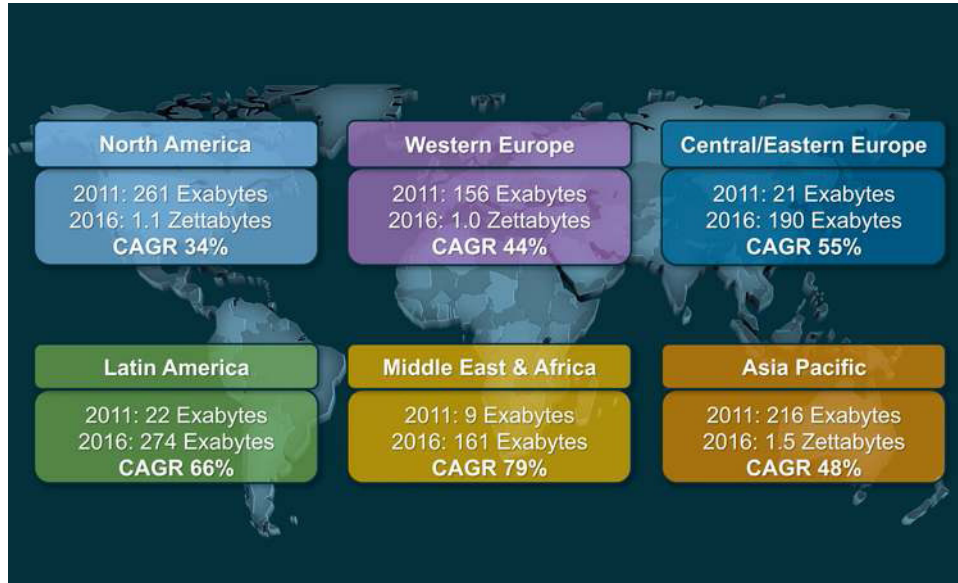 North America
2011: 261 Exabytes
2016: 1.1 Zettabytes
CAGR 34%
Western Europe
2011: 156 Exabytes
2016: 1.0 Zettabytes
CAGR 44%
Central/Eastern Europe
2011: 21 Exabytes
2016: 190 Exabytes
CAGR 55%
Latin America
2011: 22 Exabytes
2016: 274 Exabytes
CAGR 66%
Middle East & Africa
2011: 9 Exabytes
2016: 161 Exabytes
CAGR 79%
Asia Pacific
2011: 216 Exabytes
2016: 1.5 Zettabytes
CAGR 48%